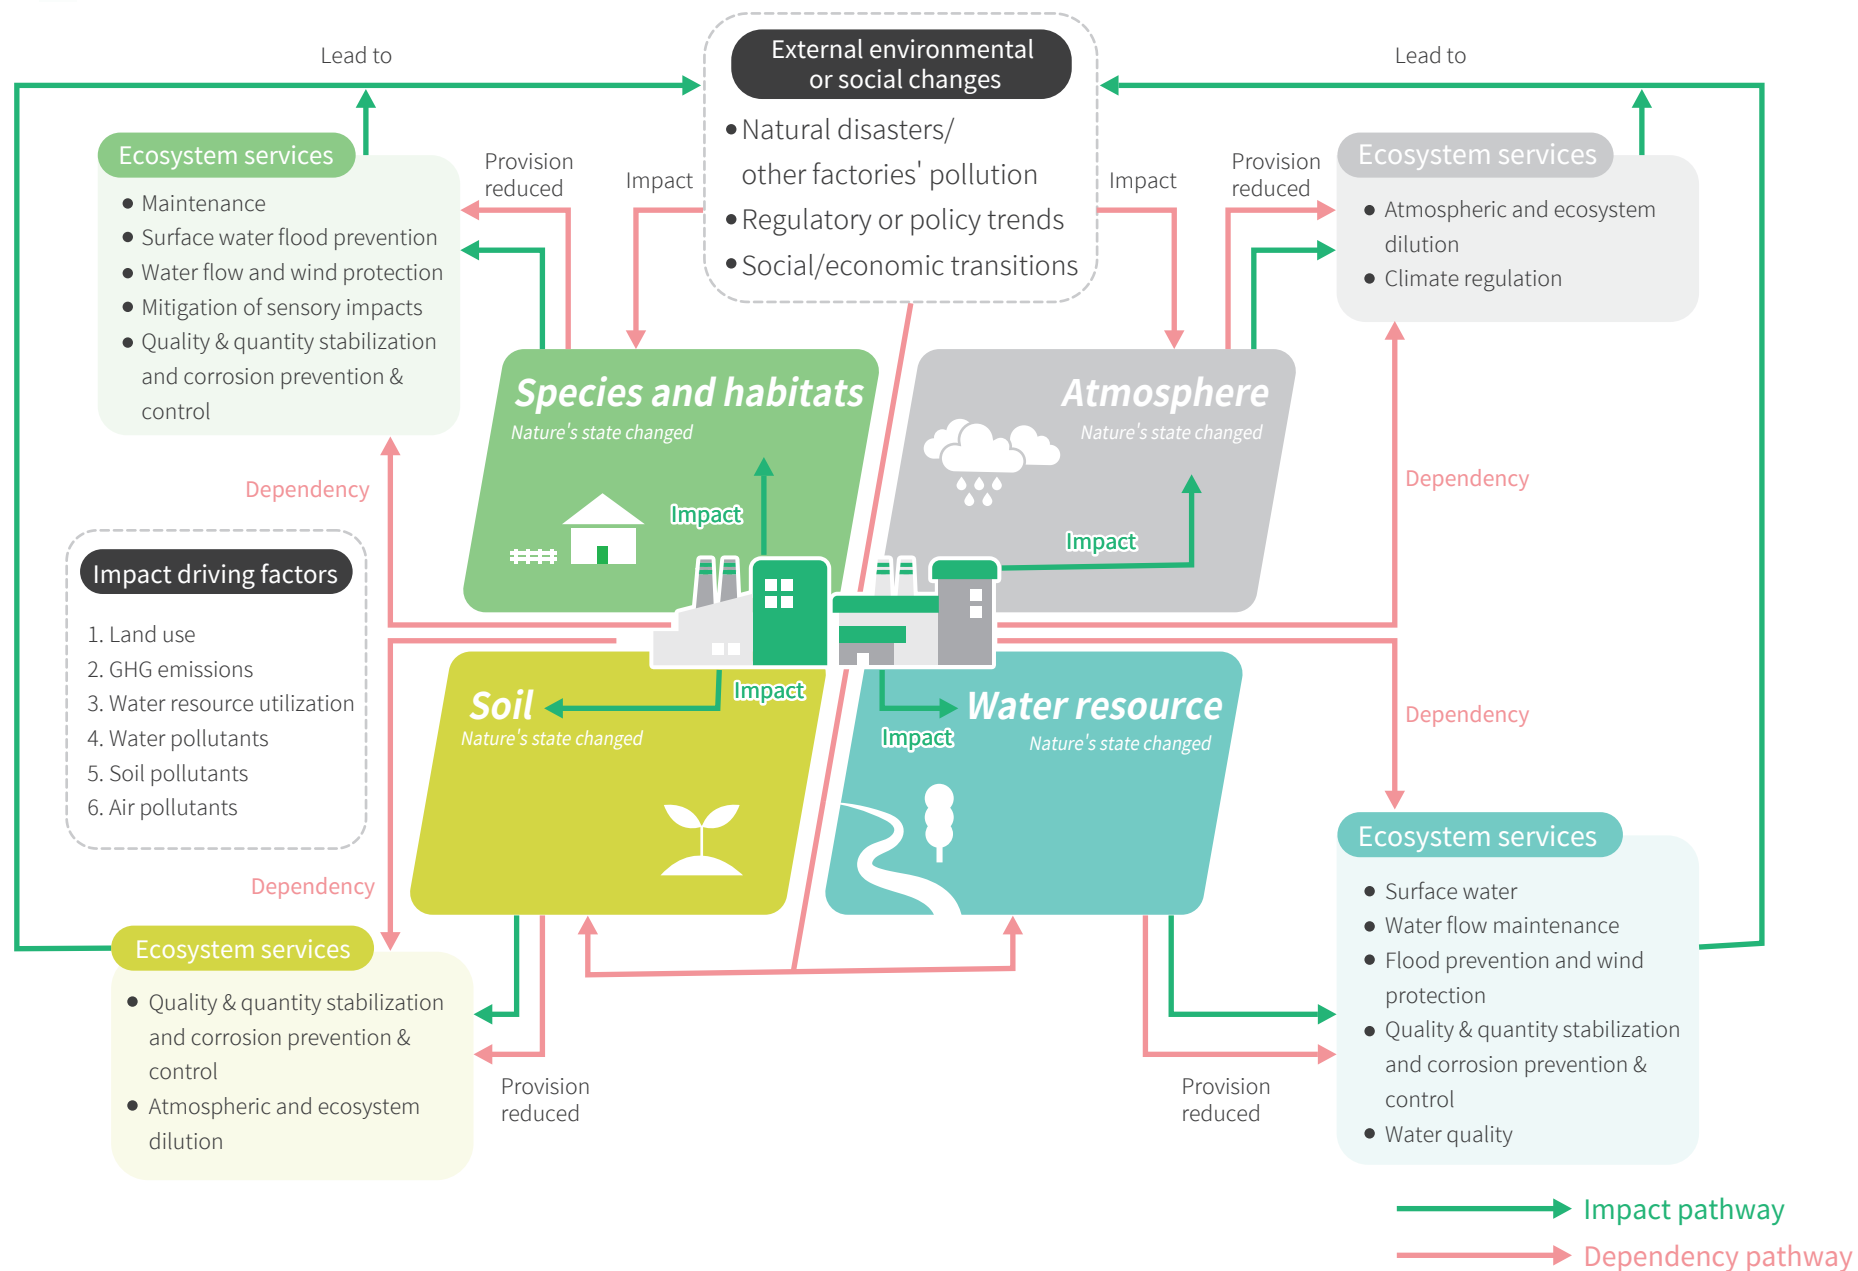 Lead to
External environmental
or social changes
• Natural disasters/
other factories' pollution
• Regulatory or policy trends
• Social/economic transitions
Lead to
Ecosystem services
• Maintenance
• Surface water flood prevention
• Water flow and wind protection
• Mitigation of sensory impacts
• Quality & quantity stabilization
and corrosion prevention &
control
Provision
reduced
Impact
Impact
Provision
reduced
Ecosystem services
• Atmospheric and ecosystem
dilution
• Climate regulation
Species and habitats
Nature's state changed
Impact
Atmosphere
Nature's state changed
Impact
Dependency
Dependency
Impact driving factors
1. Land use
2. GHG emissions
3. Water resource utilization
4. Water pollutants
5. Soil pollutants
6. Air pollutants
Soil
Nature's state changed
Impact
Water resource
Nature's state changed
Impact
Dependency
Dependency
Ecosystem services
• Quality & quantity stabilization
and corrosion prevention &
control
• Atmospheric and ecosystem
dilution
Provision
reduced
Provision
reduced
Ecosystem services
• Surface water
• Water flow maintenance
• Flood prevention and wind
protection
• Quality & quantity stabilization
and corrosion prevention &
control
• Water quality
Impact pathway
Dependency pathway